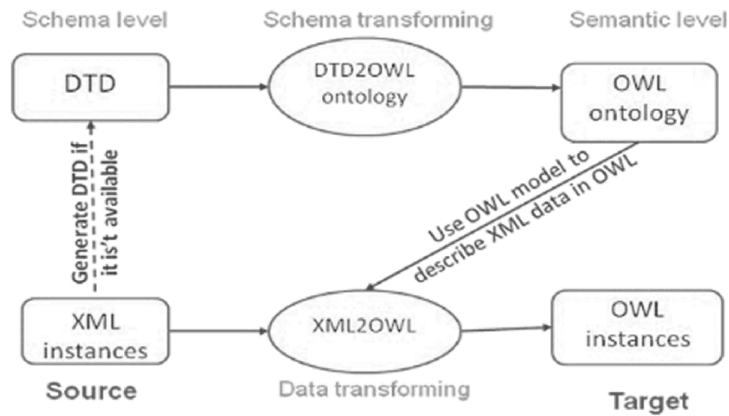 Schema level
Schema transforming
Semantic level
DTD
DTD2OWL
ontology
OWL
ontology
Generate DTD if
it is't available
Use OWL model to
describe XML data in OWL
XML
instances
XML2OWL
OWL
instances
Source
Data transforming
Target